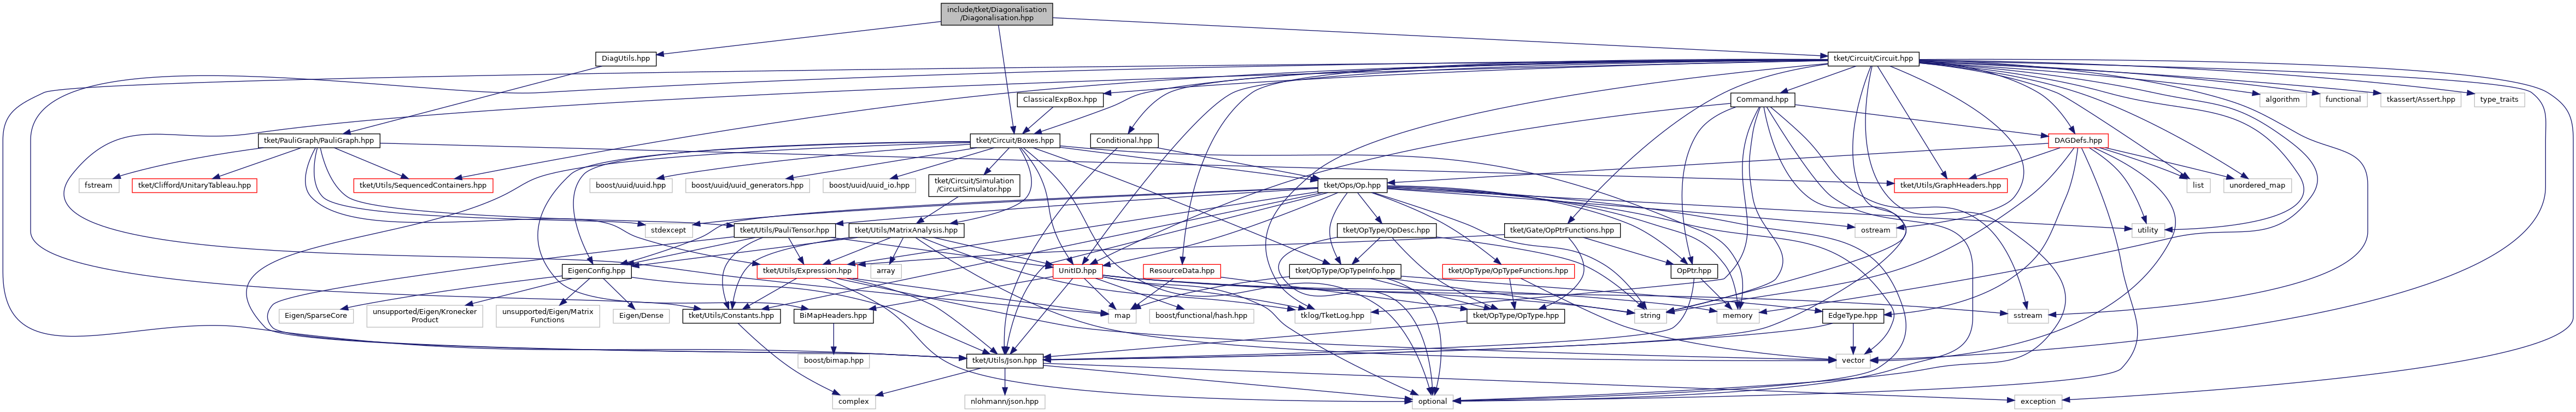 include/tket/Diagonalisation
/Diagonalisation.hpp
DiagUtils.hpp
tket/Circuit/Circuit.hpp
ClassicalExpBox.hpp
Command.hpp
algorithm
functional
tkassert/Assert.hpp
type_traits
tket/PauliGraph/PauliGraph.hpp
tket/Circuit/Boxes.hpp
Conditional.hpp
DAGDefs.hpp
fstream
tket/Clifford/UnitaryTableau.hpp
tket/Utils/SequencedContainers.hpp
boost/uuid/uuid.hpp
boost/uuid/uuid_generators.hpp
boost/uuid/uuid_io.hpp
tket/Circuit/Simulation
/CircuitSimulator.hpp
tket/Ops/Op.hpp
tket/Utils/GraphHeaders.hpp
list
unordered_map
stdexcept
tket/Utils/PauliTensor.hpp
tket/Utils/MatrixAnalysis.hpp
tket/OpType/OpDesc.hpp
tket/Gate/OpPtrFunctions.hpp
ostream
utility
EigenConfig.hpp
tket/Utils/Expression.hpp
array
UnitID.hpp
ResourceData.hpp
tket/OpType/OpTypeInfo.hpp
tket/OpType/OpTypeFunctions.hpp
OpPtr.hpp
Eigen/SparseCore
unsupported/Eigen/Kronecker
Product
unsupported/Eigen/Matrix
Functions
Eigen/Dense
tket/Utils/Constants.hpp
BiMapHeaders.hpp
map
boost/functional/hash.hpp
tklog/TketLog.hpp
tket/OpType/OpType.hpp
string
memory
EdgeType.hpp
sstream
boost/bimap.hpp
tket/Utils/Json.hpp
vector
complex
nlohmann/json.hpp
optional
exception